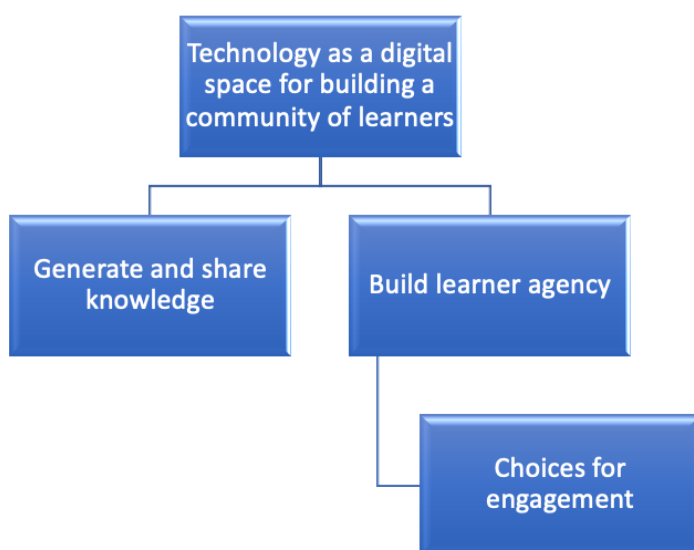 Technology as a digital
space for building a
community of learners
Generate and share
knowledge
Build learner agency
Choices for
engagement